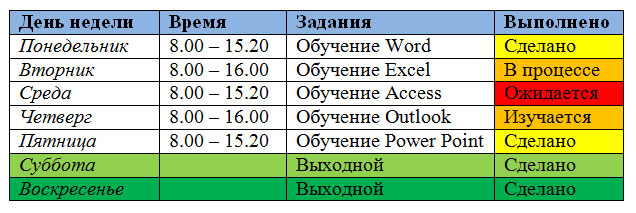 День недели Время Задания Выполнено
Понедельник 8.00 – 15.20 Обучение Word Сделано
Вторник 8.00 – 16.00 Обучение Excel В процессе
Среда 8.00 – 15.20 Обучение Access Ожидается
Четверг 8.00 – 16.00 Обучение Outlook Изучается
Пятница 8.00 – 15.20 Обучение Power Point Сделано
Суббота Выходной Сделано
Воскресенье Выходной Сделано